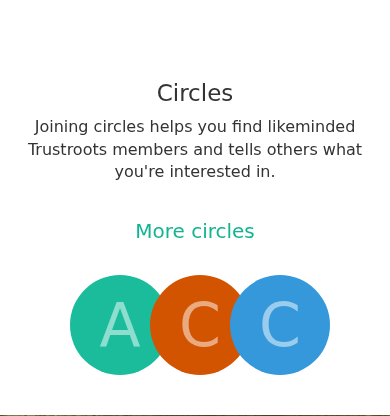 Circles
Joining circles helps you find likeminded
Trustroots members and tells others what
you're interested in.
More circles
A C C